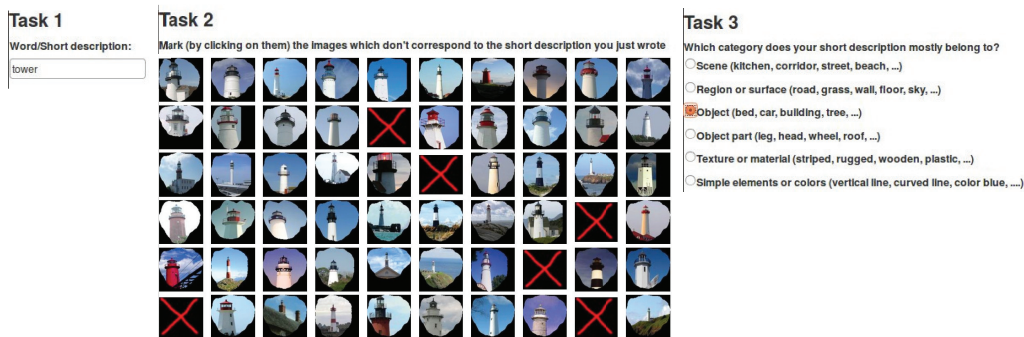 Task 1
Word/Short description:
tower
Task 2
Mark (by clicking on them) the images which don't correspond to the short description you just wrote
Task 3
Which category does your short description mostly belong to?
Scene (kitchen, corridor, street, beach, ...)
Region or surface (road, grass, wall, floor, sky, ...)
Object (bed, car, building, tree, ...)
Object part (leg, head, wheel, roof, ...)
Texture or material (striped, rugged, wooden, plastic, ...)
Simple elements or colors (vertical line, curved line, color blue, ....)